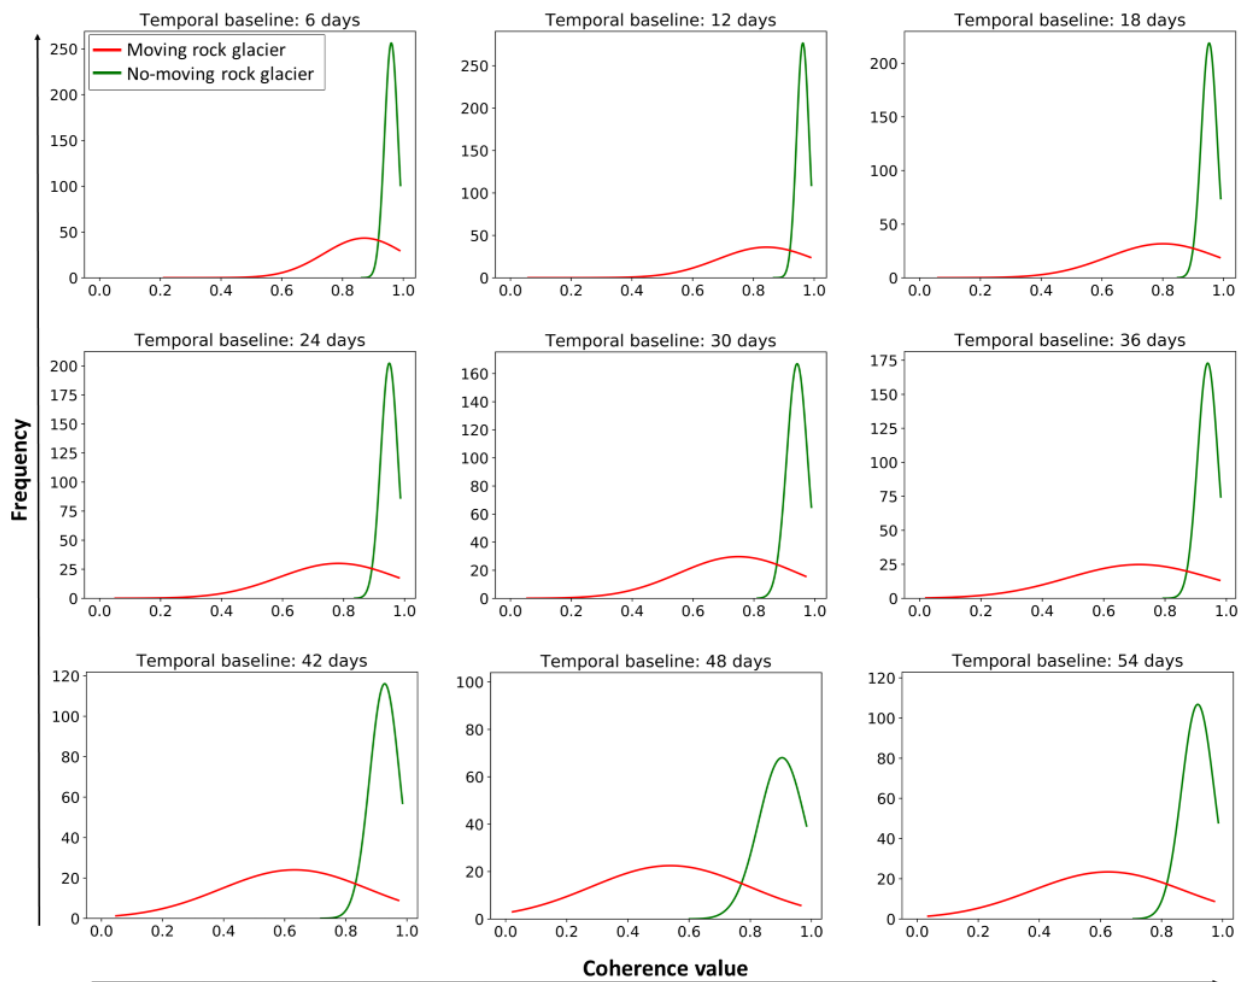 Temporal baseline: 6 days
Temporal baseline: 12 days
Temporal baseline: 18 days
Moving rock glacier
No-moving rock glacier
250
200
150
100
50
0
0.0 0.2 0.4 0.6 0.8 1.0
250
200
150
100
50
0
0.0 0.2 0.4 0.6 0.8 1.0
200
150
100
50
0
0.0 0.2 0.4 0.6 0.8 1.0
Frequency
Temporal baseline: 24 days
Temporal baseline: 30 days
Temporal baseline: 36 days
200
175
150
125
100
75
50
25
0
0.0 0.2 0.4 0.6 0.8 1.0
160
140
120
100
80
60
40
20
0
0.0 0.2 0.4 0.6 0.8 1.0
175
150
125
100
75
50
25
0
0.0 0.2 0.4 0.6 0.8 1.0
Temporal baseline: 42 days
Temporal baseline: 48 days
Temporal baseline: 54 days
120
100
80
60
40
20
0
0.0 0.2 0.4 0.6 0.8 1.0
100
80
60
40
20
0
0.0 0.2 0.4 0.6 0.8 1.0
120
100
80
60
40
20
0
0.0 0.2 0.4 0.6 0.8 1.0
Coherence value